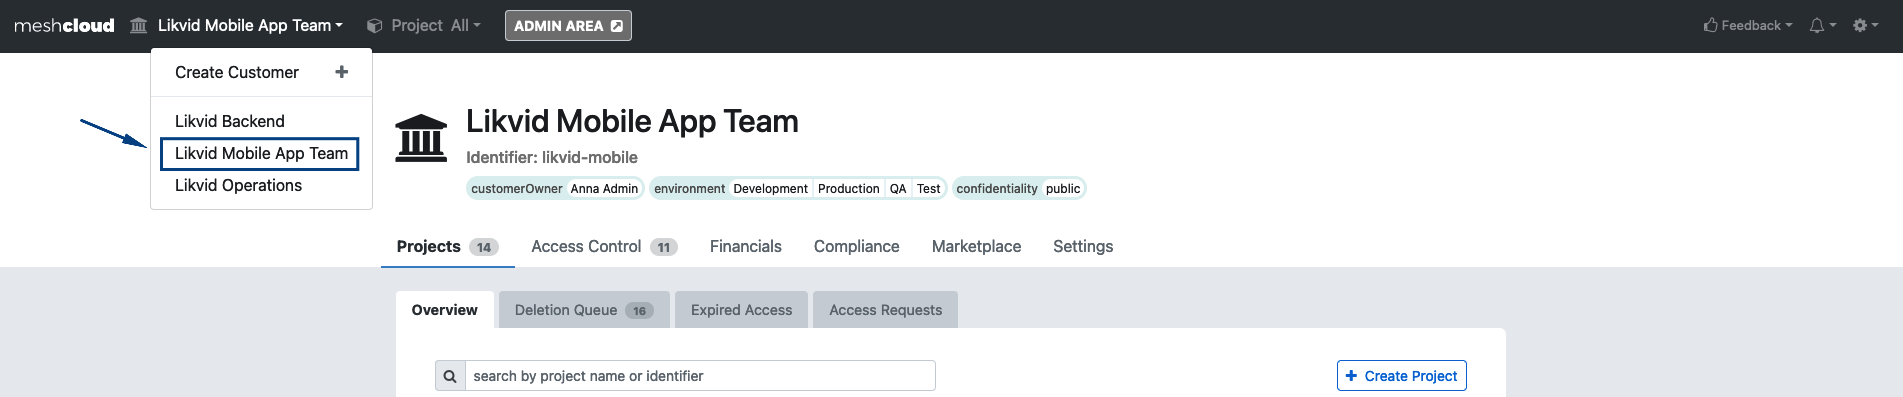 meshcloud Likvid Mobile App Team Project All ADMIN AREA Feedback
Create Customer
Likvid Backend
Likvid Mobile App Team
Likvid Operations
Likvid Mobile App Team
Identifier: likvid-mobile
customerOwner Anna Admin environment Development Production QA Test confidentiality public
Projects 14 Access Control 11 Financials Compliance Marketplace Settings
Overview Deletion Queue 16 Expired Access Access Requests
search by project name or identifier + Create Project